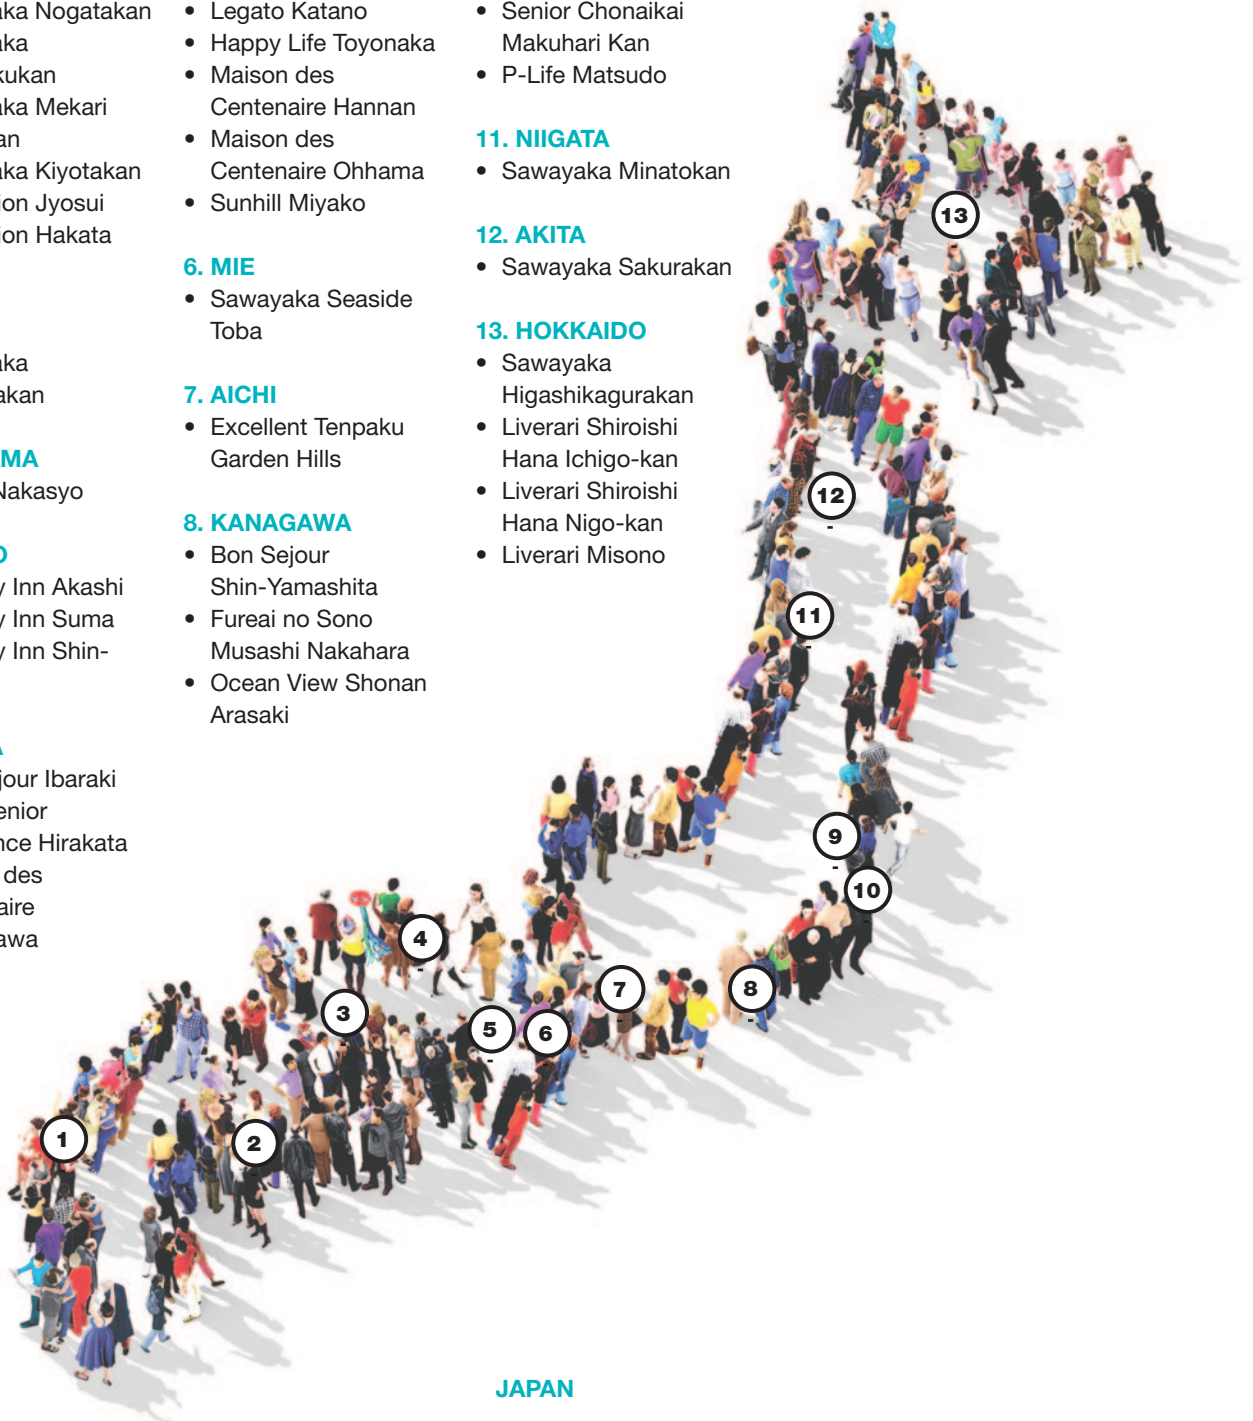 aka Nogatakan
aka
kukan
aka Mekari
an
aka Kiyotakan
ion Jyosui
ion Hakata
aka
akan
MA
Nakasyo
O
y Inn Akashi
y Inn Suma
y Inn Shin-
A
jour Ibaraki
enior
nce Hirakata
des
aire
awa
• Legato Katano
• Happy Life Toyonaka
• Maison des
Centenaire Hannan
• Maison des
Centenaire Ohhama
• Sunhill Miyako
6. MIE
• Sawayaka Seaside
Toba
7. AICHI
• Excellent Tenpaku
Garden Hills
8. KANAGAWA
• Bon Sejour
Shin-Yamashita
• Fureai no Sono
Musashi Nakahara
• Ocean View Shonan
Arasaki
• Senior Chonaikai
Makuhari Kan
• P-Life Matsudo
11. NIIGATA
• Sawayaka Minatokan
12. AKITA
• Sawayaka Sakurakan
13. HOKKAIDO
• Sawayaka
Higashikagurakan
• Liverari Shiroishi
Hana Ichigo-kan
• Liverari Shiroishi
Hana Nigo-kan
• Liverari Misono
13
12
11
9
10
4
7
8
3
5
6
1
2
JAPAN